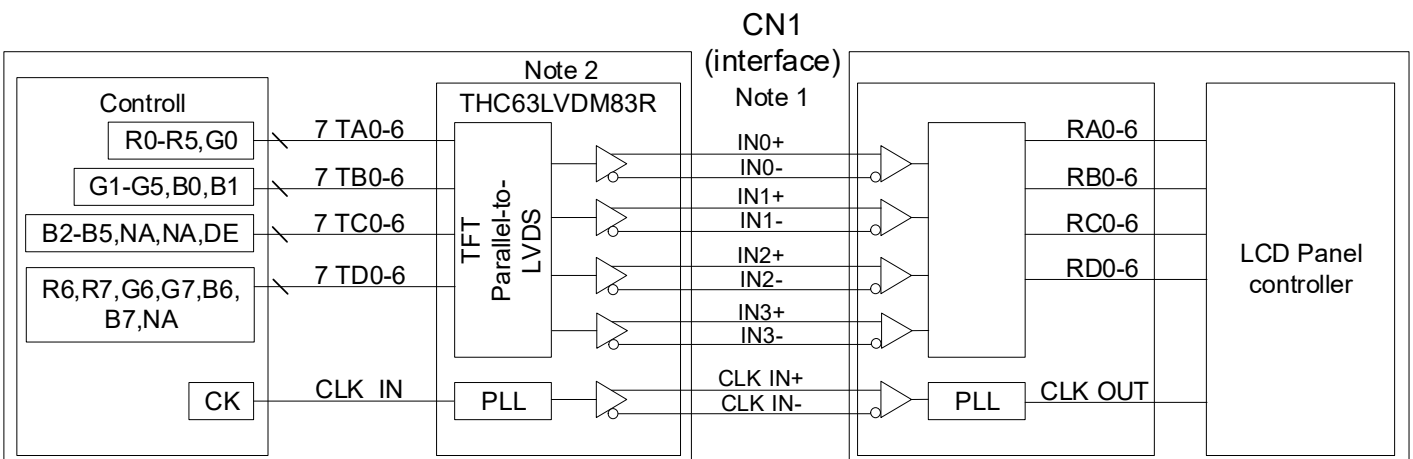 CN1
(interface)
Note 1
Note 2
THC63LVDM83R
Controll
R0-R5,G0
7 TA0-6
G1-G5,B0,B1
7 TB0-6
B2-B5,NA,NA,DE
7 TC0-6
R6,R7,G6,G7,B6,
B7,NA
7 TD0-6
CK
CLK IN
TFT
Parallel-to-
LVDS
PLL
IN0+
IN0-
IN1+
IN1-
IN2+
IN2-
IN3+
IN3-
CLK IN+
CLK IN-
PLL
RA0-6
RB0-6
RC0-6
RD0-6
CLK OUT
LCD Panel
controller